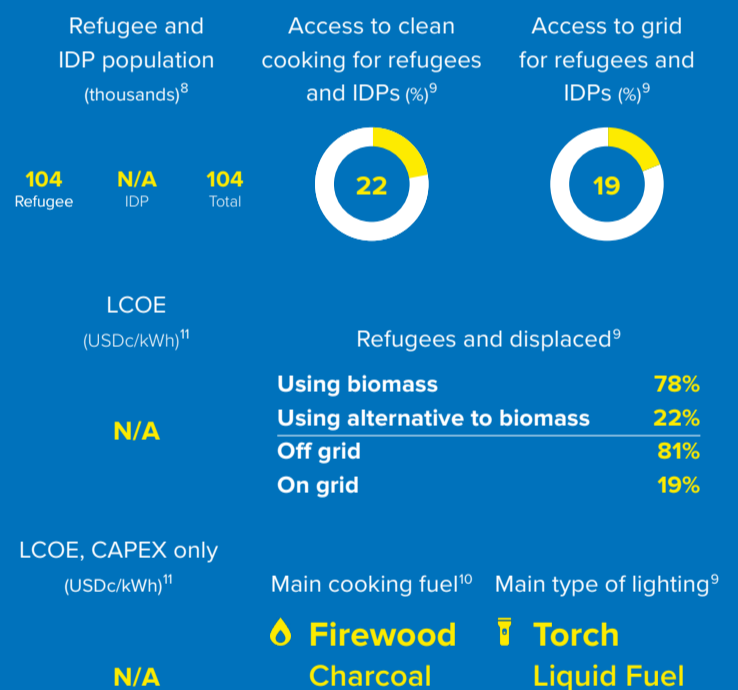 Refugee and
IDP population
(thousands)⁸
104
Refugee
N/A
IDP
104
Total
Access to clean
cooking for refugees
and IDPs (%)⁹
22
Access to grid
for refugees and
IDPs (%)⁹
19
LCOE
(USDc/kWh)¹¹
N/A
Refugees and displaced⁹
Using biomass 78%
Using alternative to biomass 22%
Off grid 81%
On grid 19%
LCOE, CAPEX only
(USDc/kWh)¹¹
N/A
Main cooking fuel¹⁰
Firewood
Charcoal
Main type of lighting⁹
Torch
Liquid Fuel